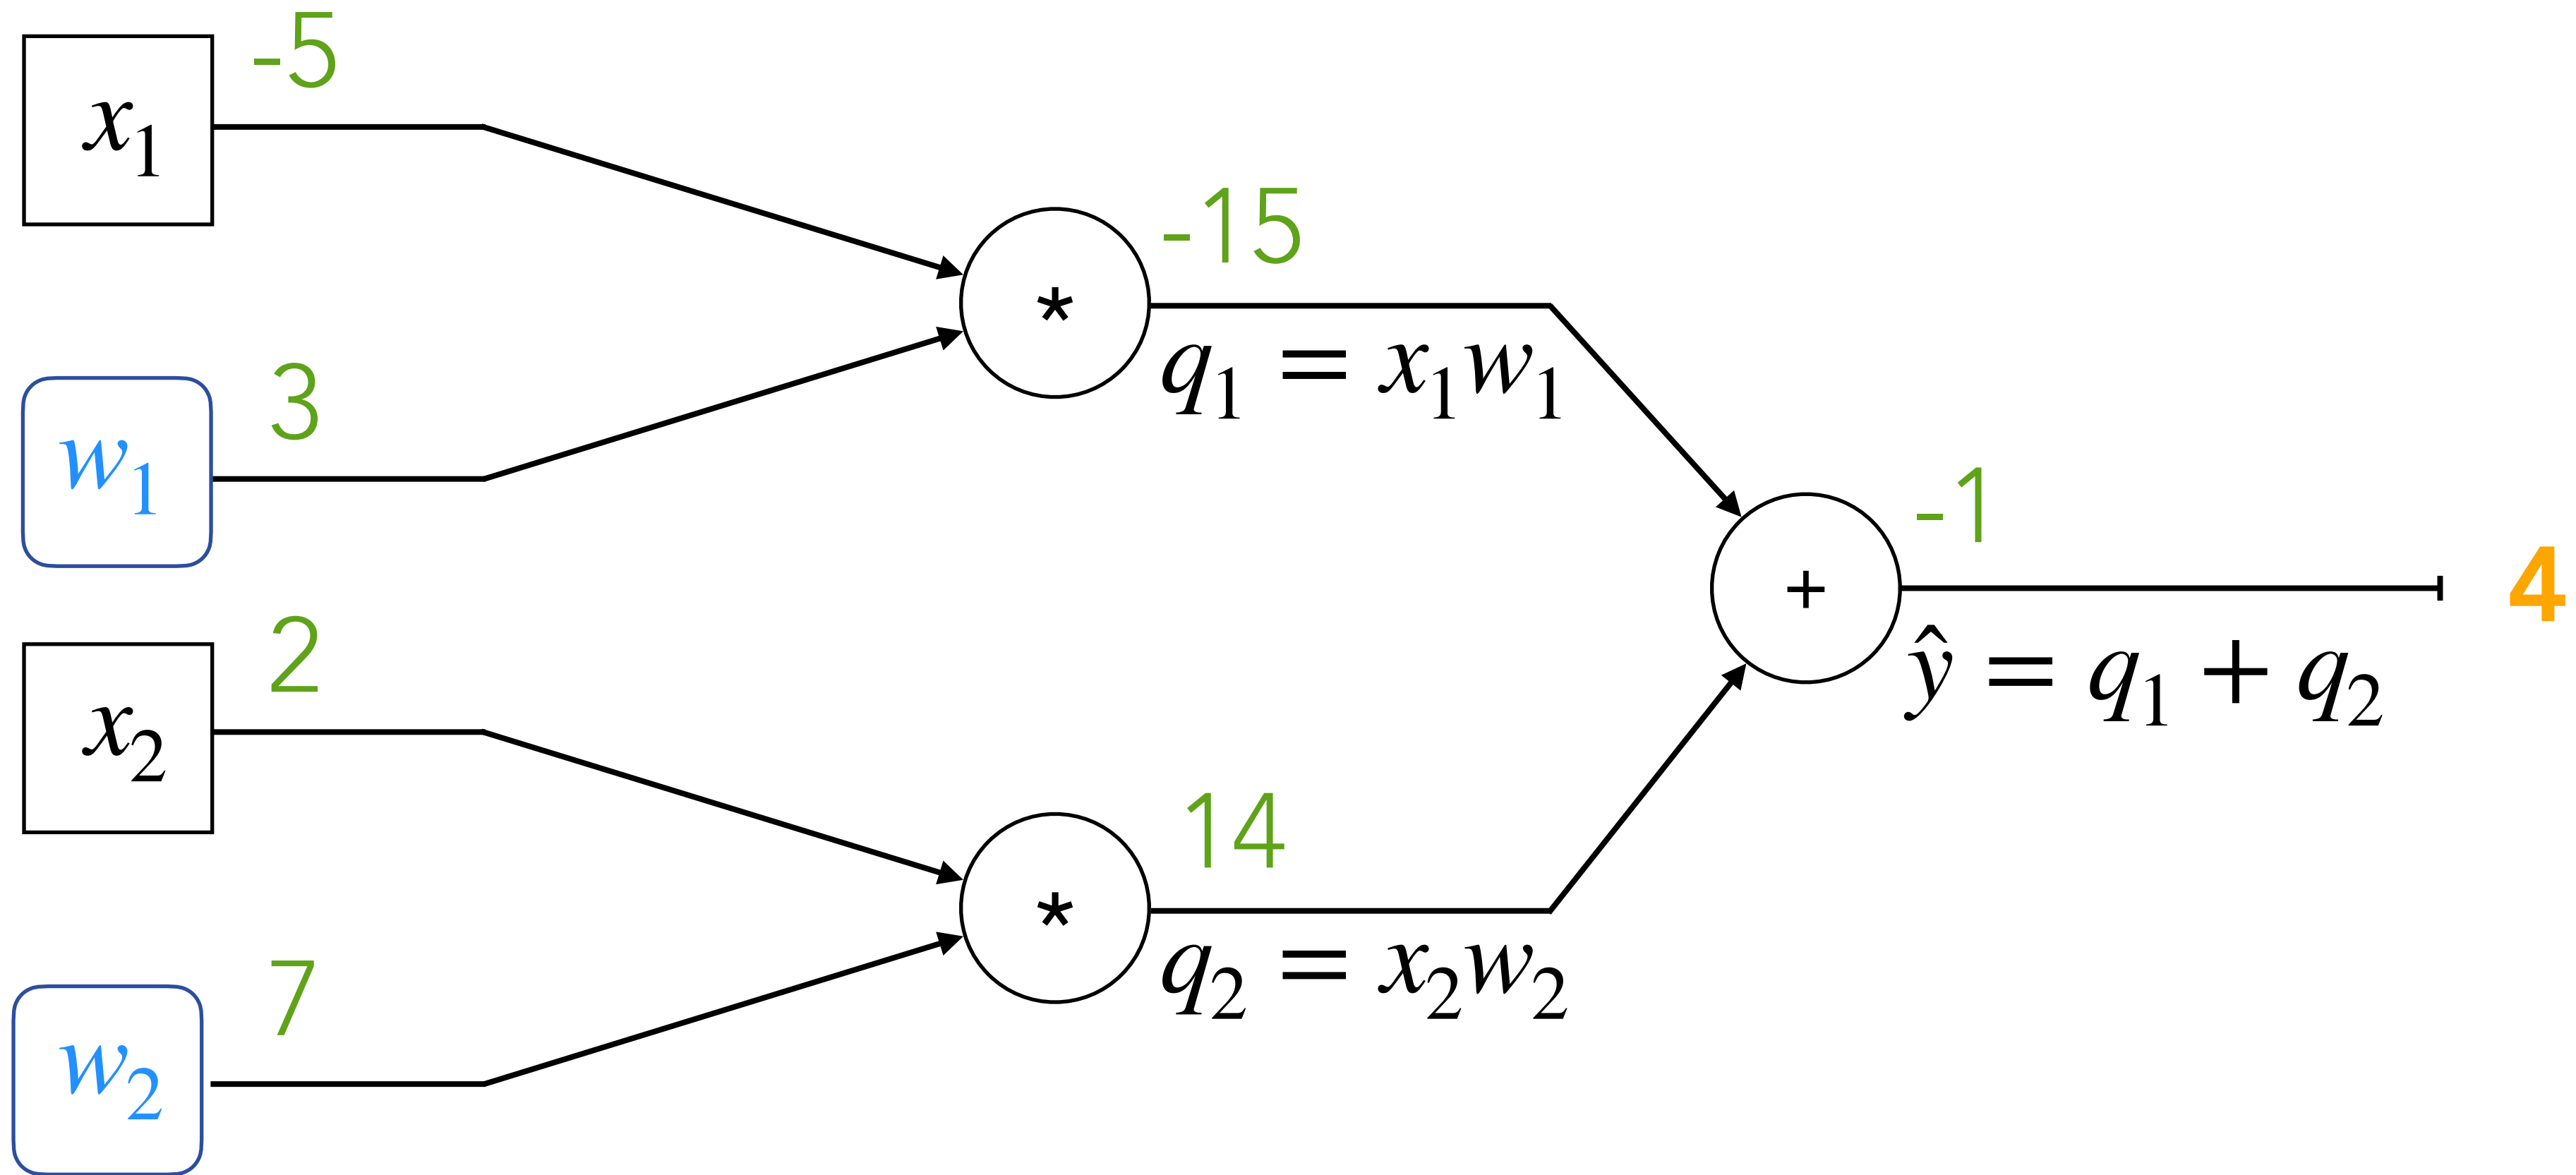 x₁ -5
w₁ 3
* -15
q₁ = x₁w₁
x₂ 2
w₂ 7
* 14
q₂ = x₂w₂
+ -1
ŷ = q₁ + q₂
4